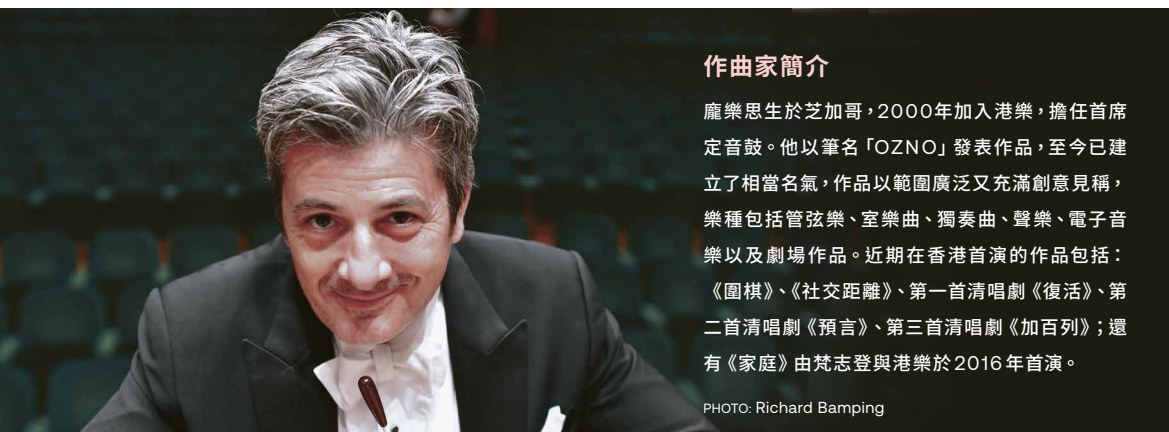 作曲家簡介
龐樂思生於芝加哥，2000年加入港樂，擔任首席
定音鼓。他以筆名「OZNO」發表作品，至今已建
立了相當名氣，作品以範圍廣泛又充滿創意見稱，
樂種包括管弦樂、室樂曲、獨奏曲、聲樂、電子音
樂以及劇場作品。近期在香港首演的作品包括：
《圍棋》、《社交距離》、第一首清唱劇《復活》、第
二首清唱劇《預言》、第三首清唱劇《加百列》；還
有《家庭》由梵志登與港樂於2016年首演。
PHOTO: Richard Bamping